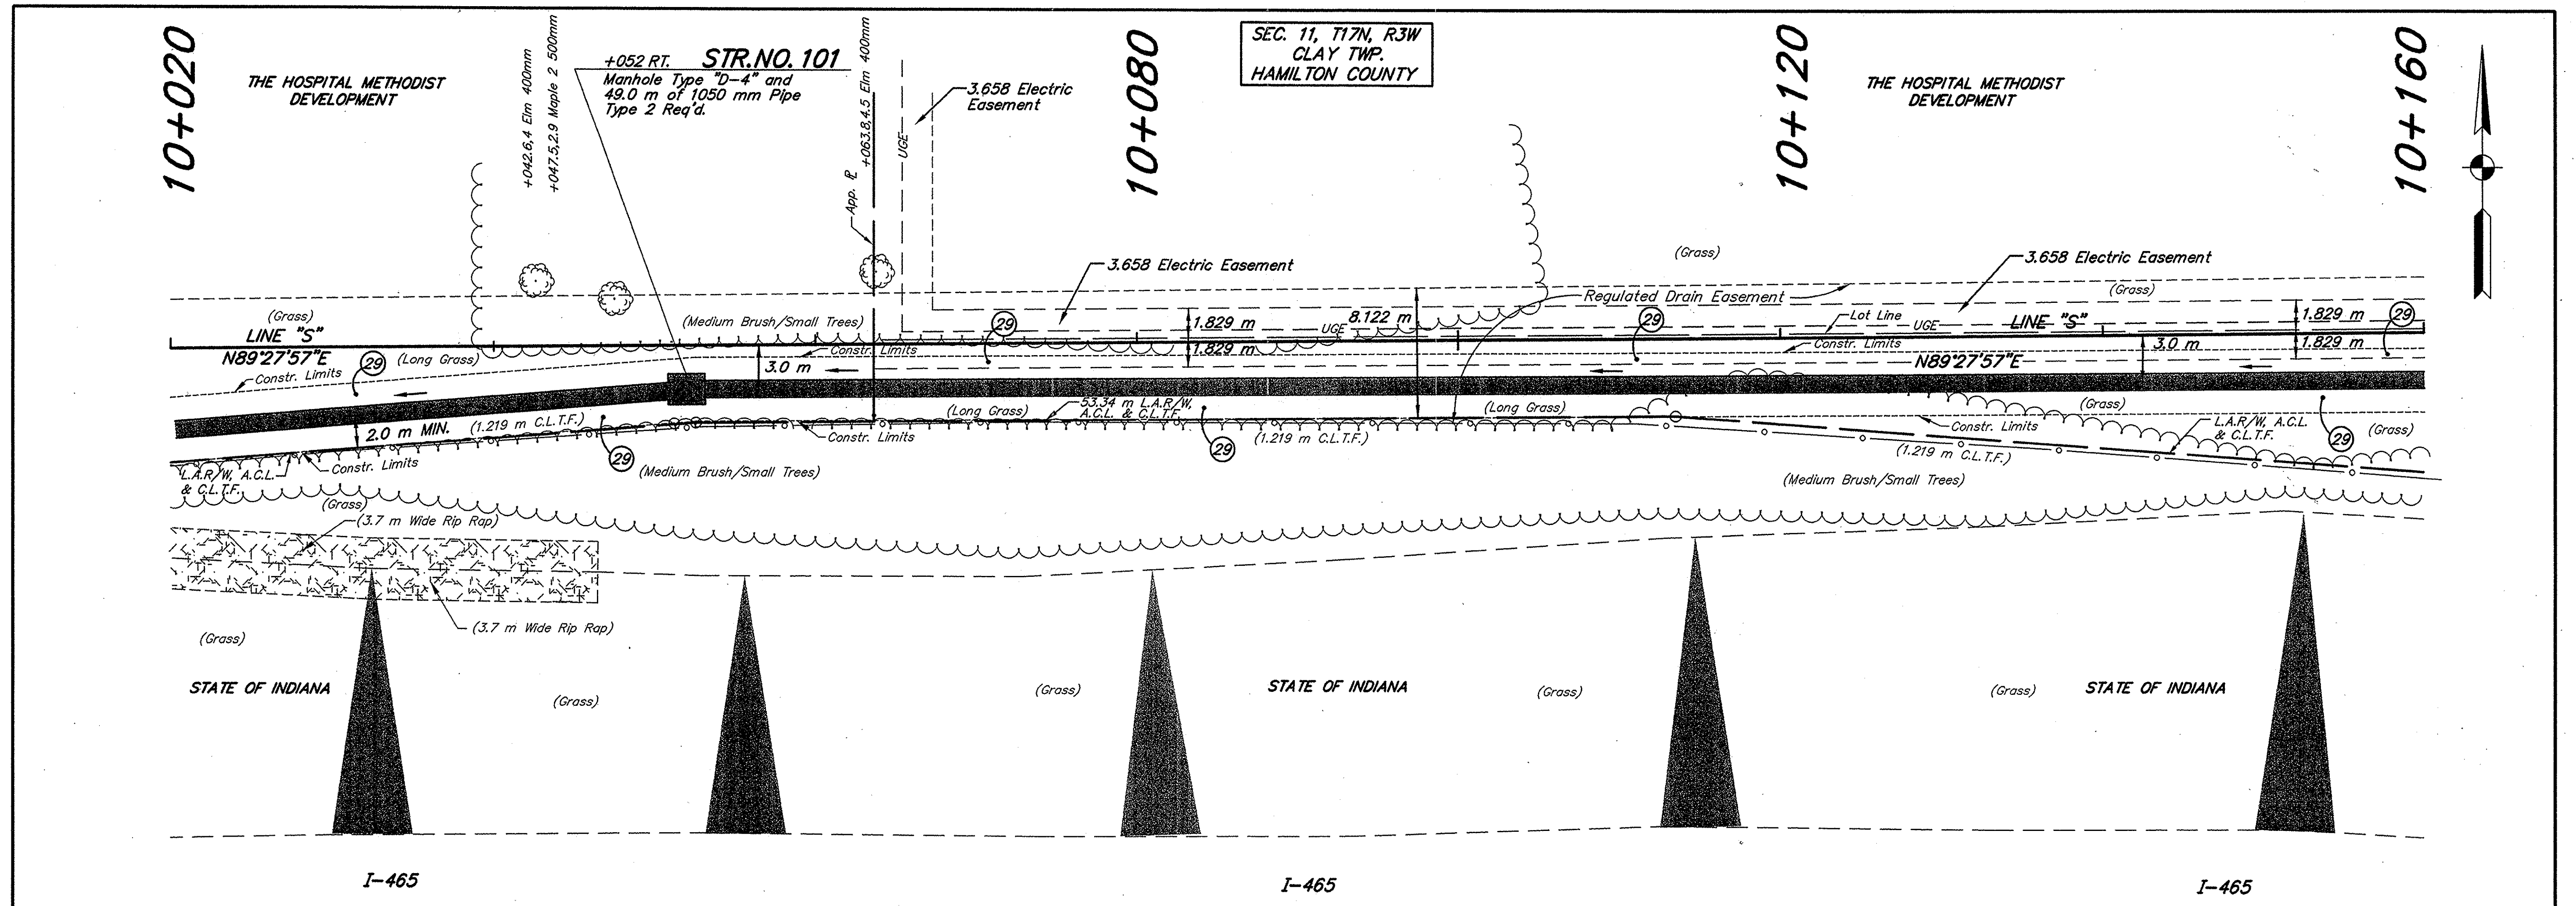 10+020
THE HOSPITAL METHODIST
DEVELOPMENT
+042.6,4 Elm 400mm
+047.5,2.9 Maple 2 500mm
+052 RT. STR.NO. 101
Manhole Type "D-4" and
49.0 m of 1050 mm Pipe
Type 2 Req'd.
App. ⅊
+063.8,4.5 Elm 400mm
UGE
3.658 Electric
Easement
10+080
SEC. 11, T17N, R3W
CLAY TWP.
HAMILTON COUNTY
10+120
THE HOSPITAL METHODIST
DEVELOPMENT
10+160
(Grass)
3.658 Electric Easement
3.658 Electric Easement
Regulated Drain Easement
(Grass)
(Grass)
LINE "S"
(Medium Brush/Small Trees)
29
1.829 m
8.122 m
UGE
29
Lot Line
UGE
LINE "S"
1.829 m
29
N89°27'57"E
29
(Long Grass)
Constr. Limits
1.829 m
Constr. Limits
3.0 m
1.829 m
Constr. Limits
3.0 m
N89°27'57"E
2.0 m MIN.
(1.219 m C.L.T.F.)
Constr. Limits
(Long Grass)
53.34 m L.A.R/W,
A.C.L. & C.L.T.F.
(1.219 m C.L.T.F.)
(Long Grass)
(Grass)
Constr. Limits
L.A.R/W, A.C.L.
& C.L.T.F.
(Grass)
29
29
29
L.A.R/W, A.C.L.
& C.L.T.F.
Constr. Limits
(Medium Brush/Small Trees)
(1.219 m C.L.T.F.)
(Medium Brush/Small Trees)
(Grass)
(3.7 m Wide Rip Rap)
(3.7 m Wide Rip Rap)
(Grass)
STATE OF INDIANA
(Grass)
(Grass)
STATE OF INDIANA
(Grass)
(Grass)
STATE OF INDIANA
I-465
I-465
I-465